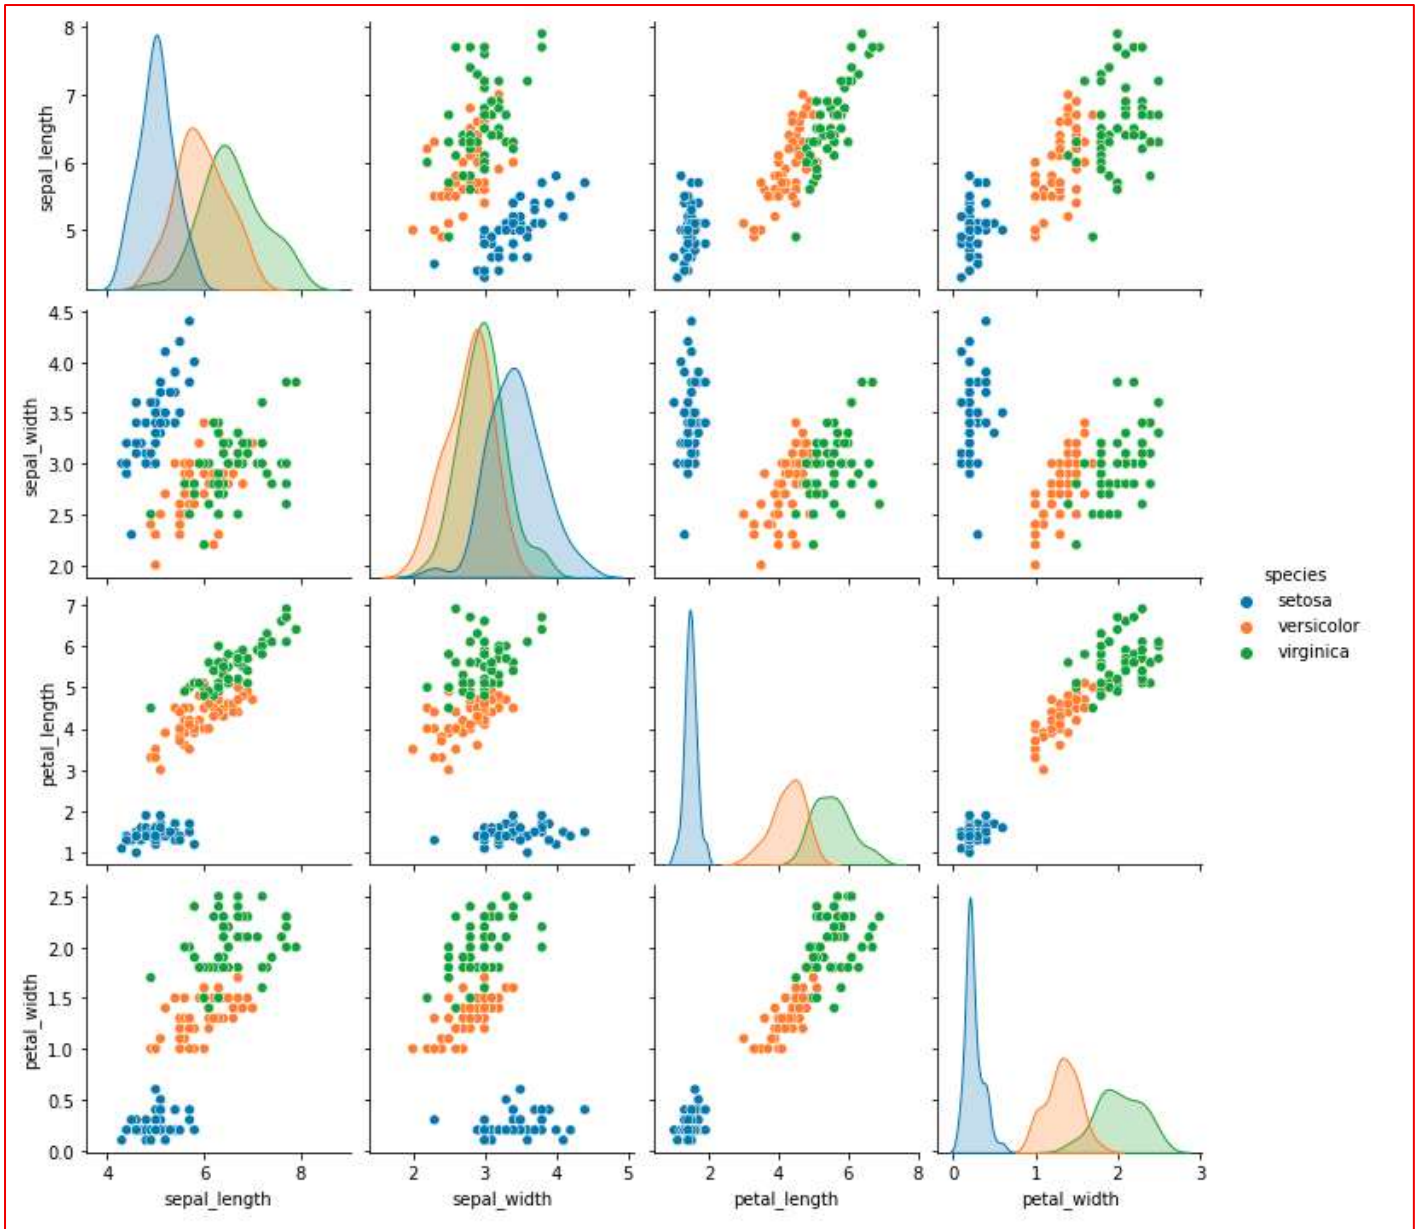 8
7
6
5
sepal_length
4.5
4.0
3.5
3.0
2.5
2.0
sepal_width
species
setosa
versicolor
virginica
7
6
5
4
3
2
1
petal_length
2.5
2.0
1.5
1.0
0.5
0.0
petal_width
4 6 8 2 3 4 5 2 4 6 8 0 1 2 3
sepal_length sepal_width petal_length petal_width